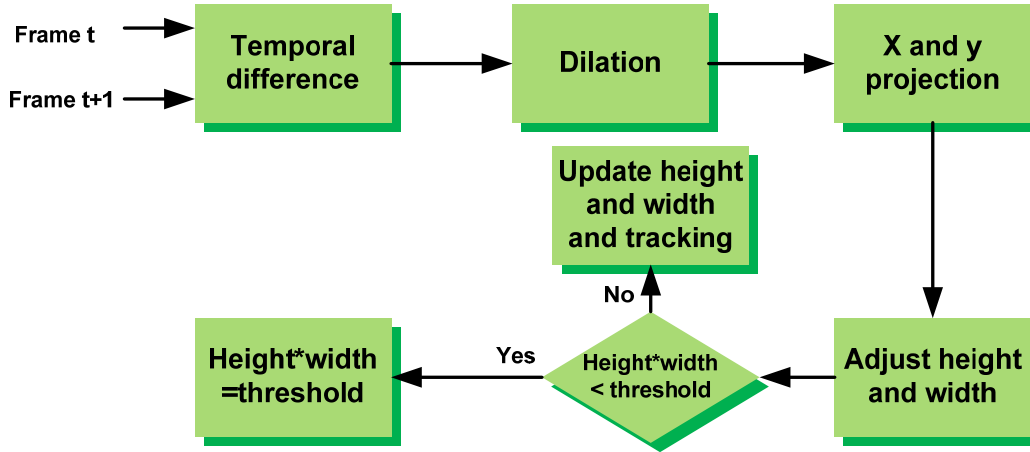 Frame t
Frame t+1
Temporal
difference
Dilation
X and y
projection
Update height
and width
and tracking
No
Yes
Height*width
=threshold
Height*width
< threshold
Adjust height
and width